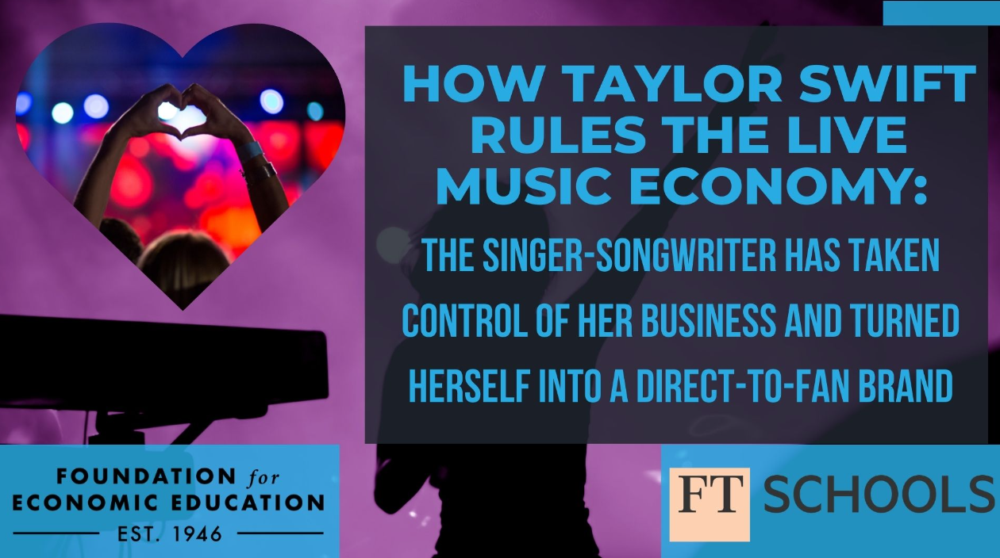 HOW TAYLOR SWIFT
RULES THE LIVE
MUSIC ECONOMY:
THE SINGER-SONGWRITER HAS TAKEN
CONTROL OF HER BUSINESS AND TURNED
HERSELF INTO A DIRECT-TO-FAN BRAND
FOUNDATION for
ECONOMIC EDUCATION
EST. 1946
FT SCHOOLS